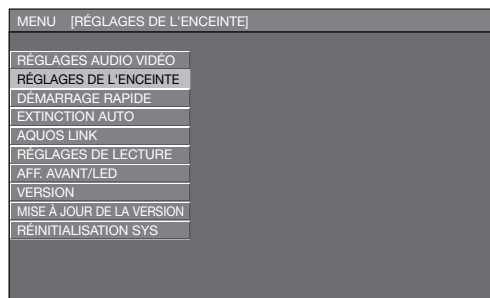 MENU [RÉGLAGES DE L'ENCEINTE]
RÉGLAGES AUDIO VIDÉO
RÉGLAGES DE L'ENCEINTE
DÉMARRAGE RAPIDE
EXTINCTION AUTO
AQUOS LINK
RÉGLAGES DE LECTURE
AFF. AVANT/LED
VERSION
MISE À JOUR DE LA VERSION
RÉINITIALISATION SYS